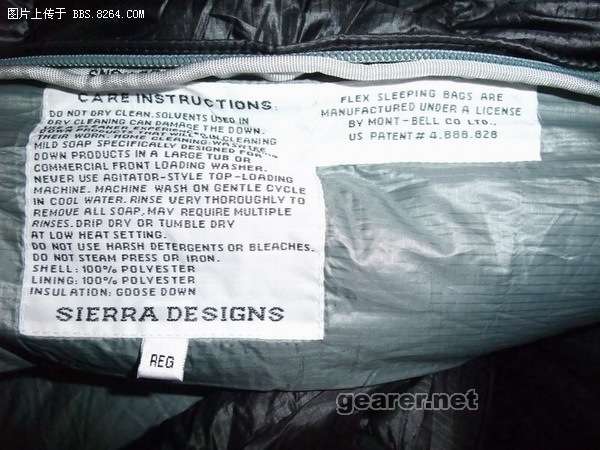 图片上传于 BBS.8264.COM
CARE INSTRUCTIONS:
DO NOT DRY CLEAN. SOLVENTS USED IN
DRY CLEANING CAN DAMAGE THE DOWN.
CLEANING
THEIR WORK.
MILD SOAP SPECIFICALLY DESIGNED FOR
DOWN PRODUCTS IN A LARGE TUB OR
COMMERCIAL FRONT LOADING WASHER.
NEVER USE AGITATOR-STYLE TOP-LOADING
MACHINE. MACHINE WASH ON GENTLE CYCLE
IN COOL WATER. RINSE VERY THOROUGHLY TO
REMOVE ALL SOAP, MAY REQUIRE MULTIPLE
RINSES. DRIP DRY OR TUMBLE DRY
AT LOW HEAT SETTING.
DO NOT USE HARSH DETERGENTS OR BLEACHES.
DO NOT STEAM PRESS OR IRON.
SHELL: 100% POLYESTER
LINING: 100% POLYESTER
INSULATION: GOOSE DOWN
SIERRA DESIGNS
REG
FLEX SLEEPING BAGS ARE
MANUFACTURED UNDER A LICENSE
BY MONT-BELL CO LTD.,
US PATENT# 4,888,828
gearer.net